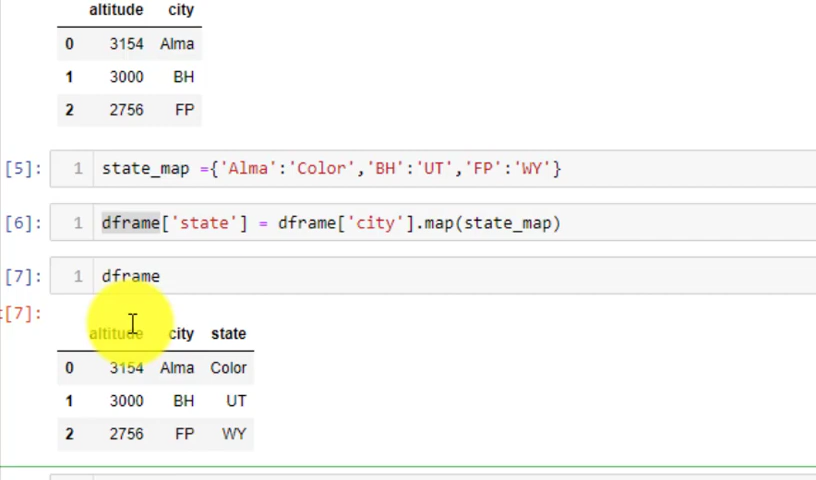 altitude city
0 3154 Alma
1 3000 BH
2 2756 FP
[5]: 1 state_map ={'Alma':'Color','BH':'UT','FP':'WY'}
[6]: 1 dframe['state'] = dframe['city'].map(state_map)
[7]: 1 dframe
t[7]:
altitude city state
0 3154 Alma Color
1 3000 BH UT
2 2756 FP WY